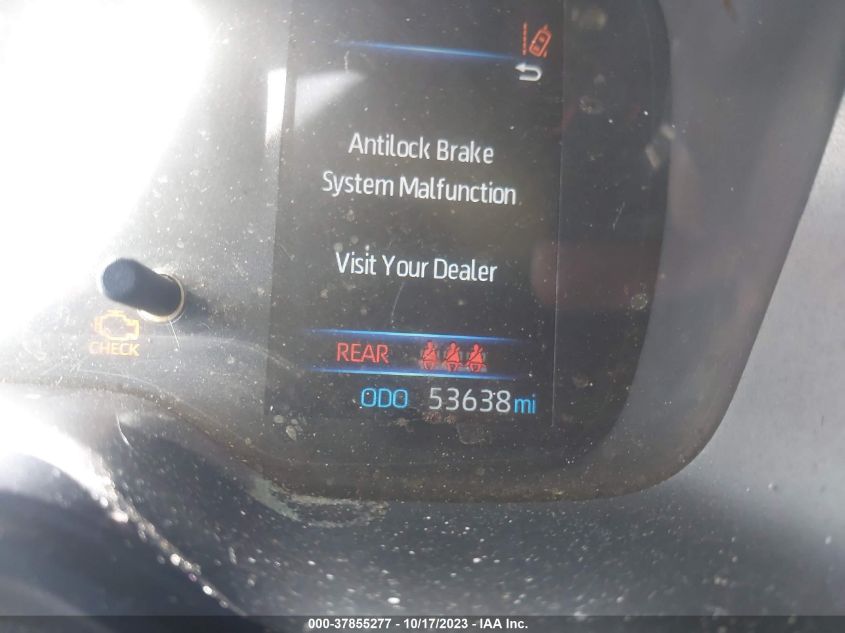 Antilock Brake
System Malfunction
Visit Your Dealer
CHECK
REAR
ODO 53638 mi
000-37855277 - 10/17/2023 - IAA Inc.